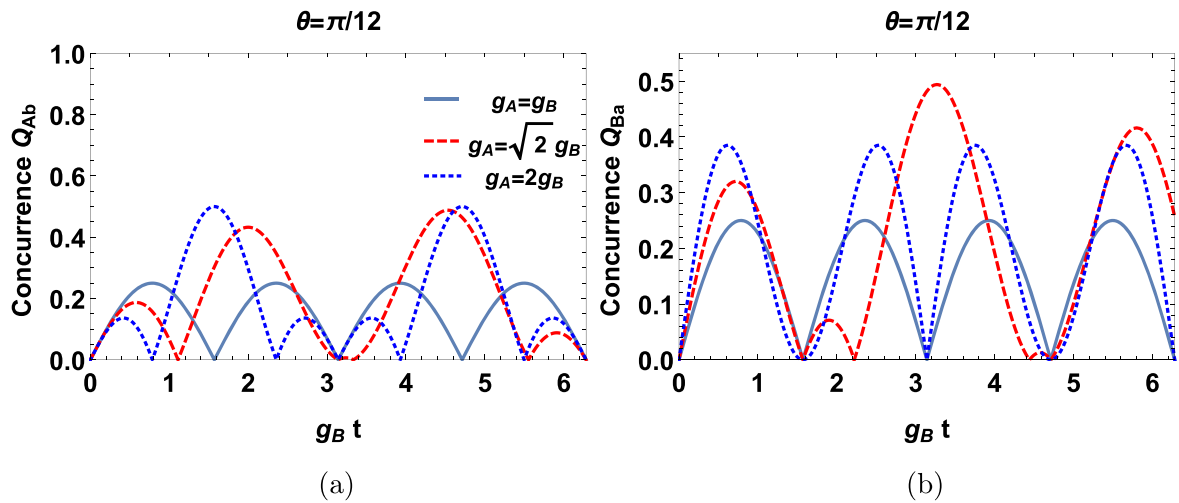 θ=π/12
Concurrence Q_Ab
1.0
0.8
0.6
0.4
0.2
0.0
g_A=g_B
g_A=√2 g_B
g_A=2g_B
0 1 2 3 4 5 6
g_B t
(a)
θ=π/12
Concurrence Q_Ba
0.5
0.4
0.3
0.2
0.1
0.0
0 1 2 3 4 5 6
g_B t
(b)